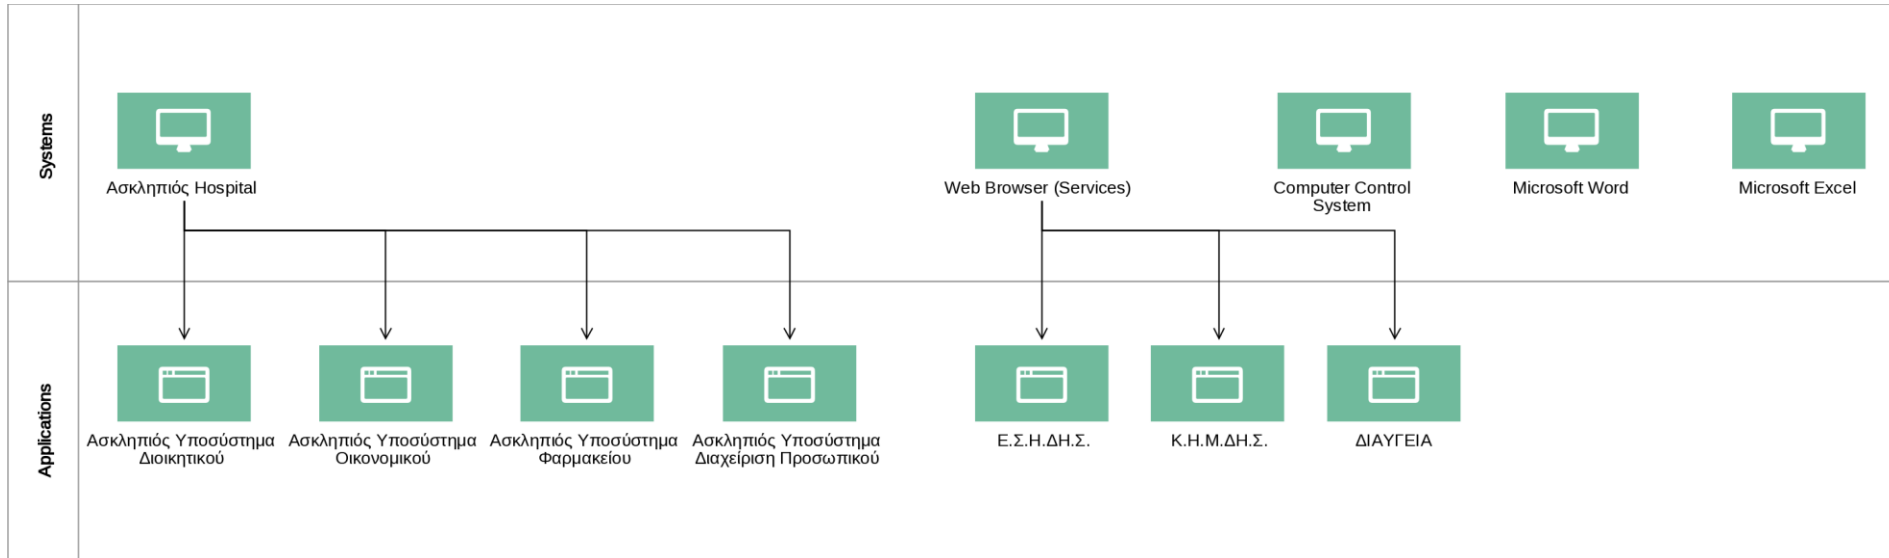 Systems
Ασκληπιός Hospital
Web Browser (Services)
Computer Control
System
Microsoft Word
Microsoft Excel
Applications
Ασκληπιός Υποσύστημα
Διοικητικού
Ασκληπιός Υποσύστημα
Οικονομικού
Ασκληπιός Υποσύστημα
Φαρμακείου
Ασκληπιός Υποσύστημα
Διαχείριση Προσωπικού
Ε.Σ.Η.ΔΗ.Σ.
Κ.Η.Μ.ΔΗ.Σ.
ΔΙΑΥΓΕΙΑ